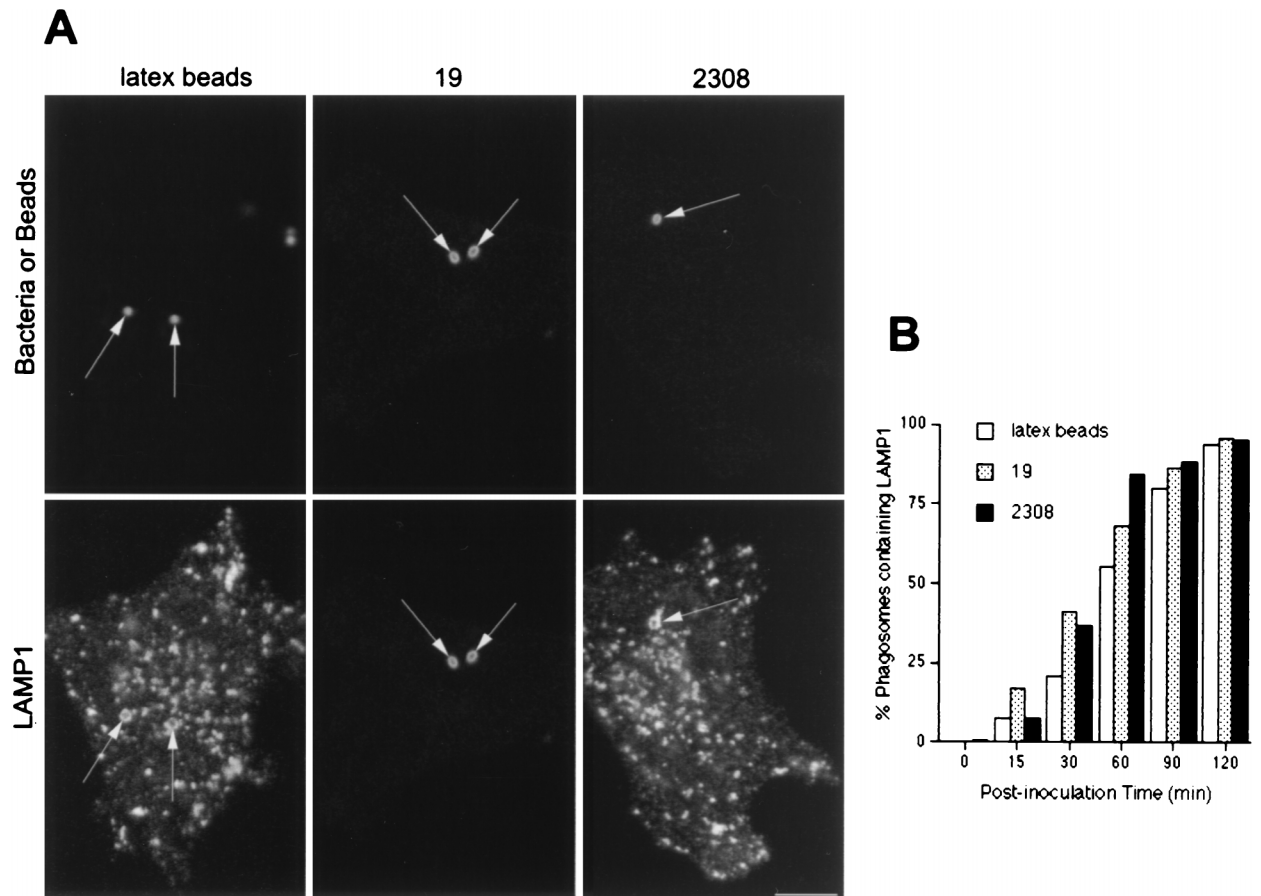 A
latex beads
19
2308
Bacteria or Beads
LAMP1
B
% Phagosomes containing LAMP1
100
75
50
25
0
latex beads
19
2308
0 15 30 60 90 120
Post-inoculation Time (min)